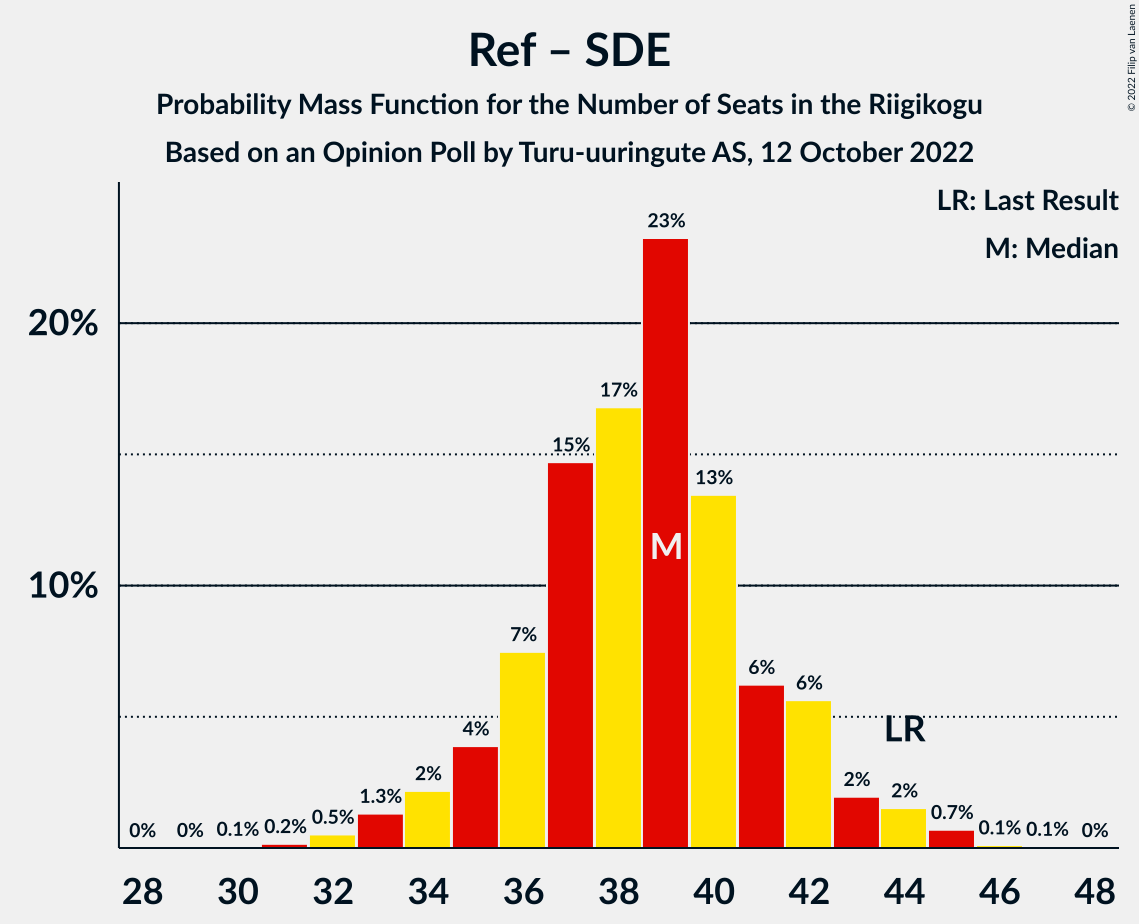 Ref – SDE
Probability Mass Function for the Number of Seats in the Riigikogu
Based on an Opinion Poll by Turu-uuringute AS, 12 October 2022
© 2022 Filip van Laenen
LR: Last Result
M: Median
20%
10%
0% 0% 0.1% 0.2% 0.5% 1.3% 2% 4% 7% 15% 17% 23% 13% 6% 6% 2% 2% 0.7% 0.1% 0.1% 0%
M
LR
28 30 32 34 36 38 40 42 44 46 48